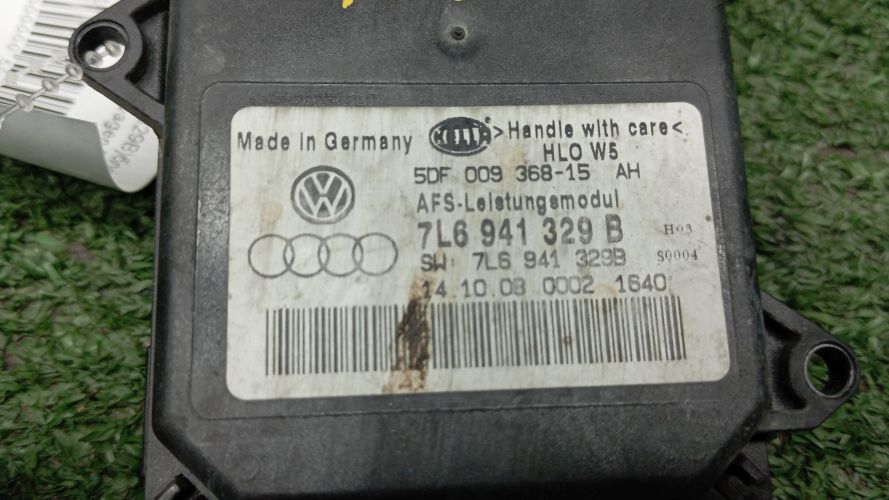 Made in Germany HELLA >Handle with care<
HLO W5
5DF 009 368-15 AH
AFS-Leistungsmodul
7L6 941 329 B H03
SW: 7L6 941 329B S0004
14.10.08 0002 1640